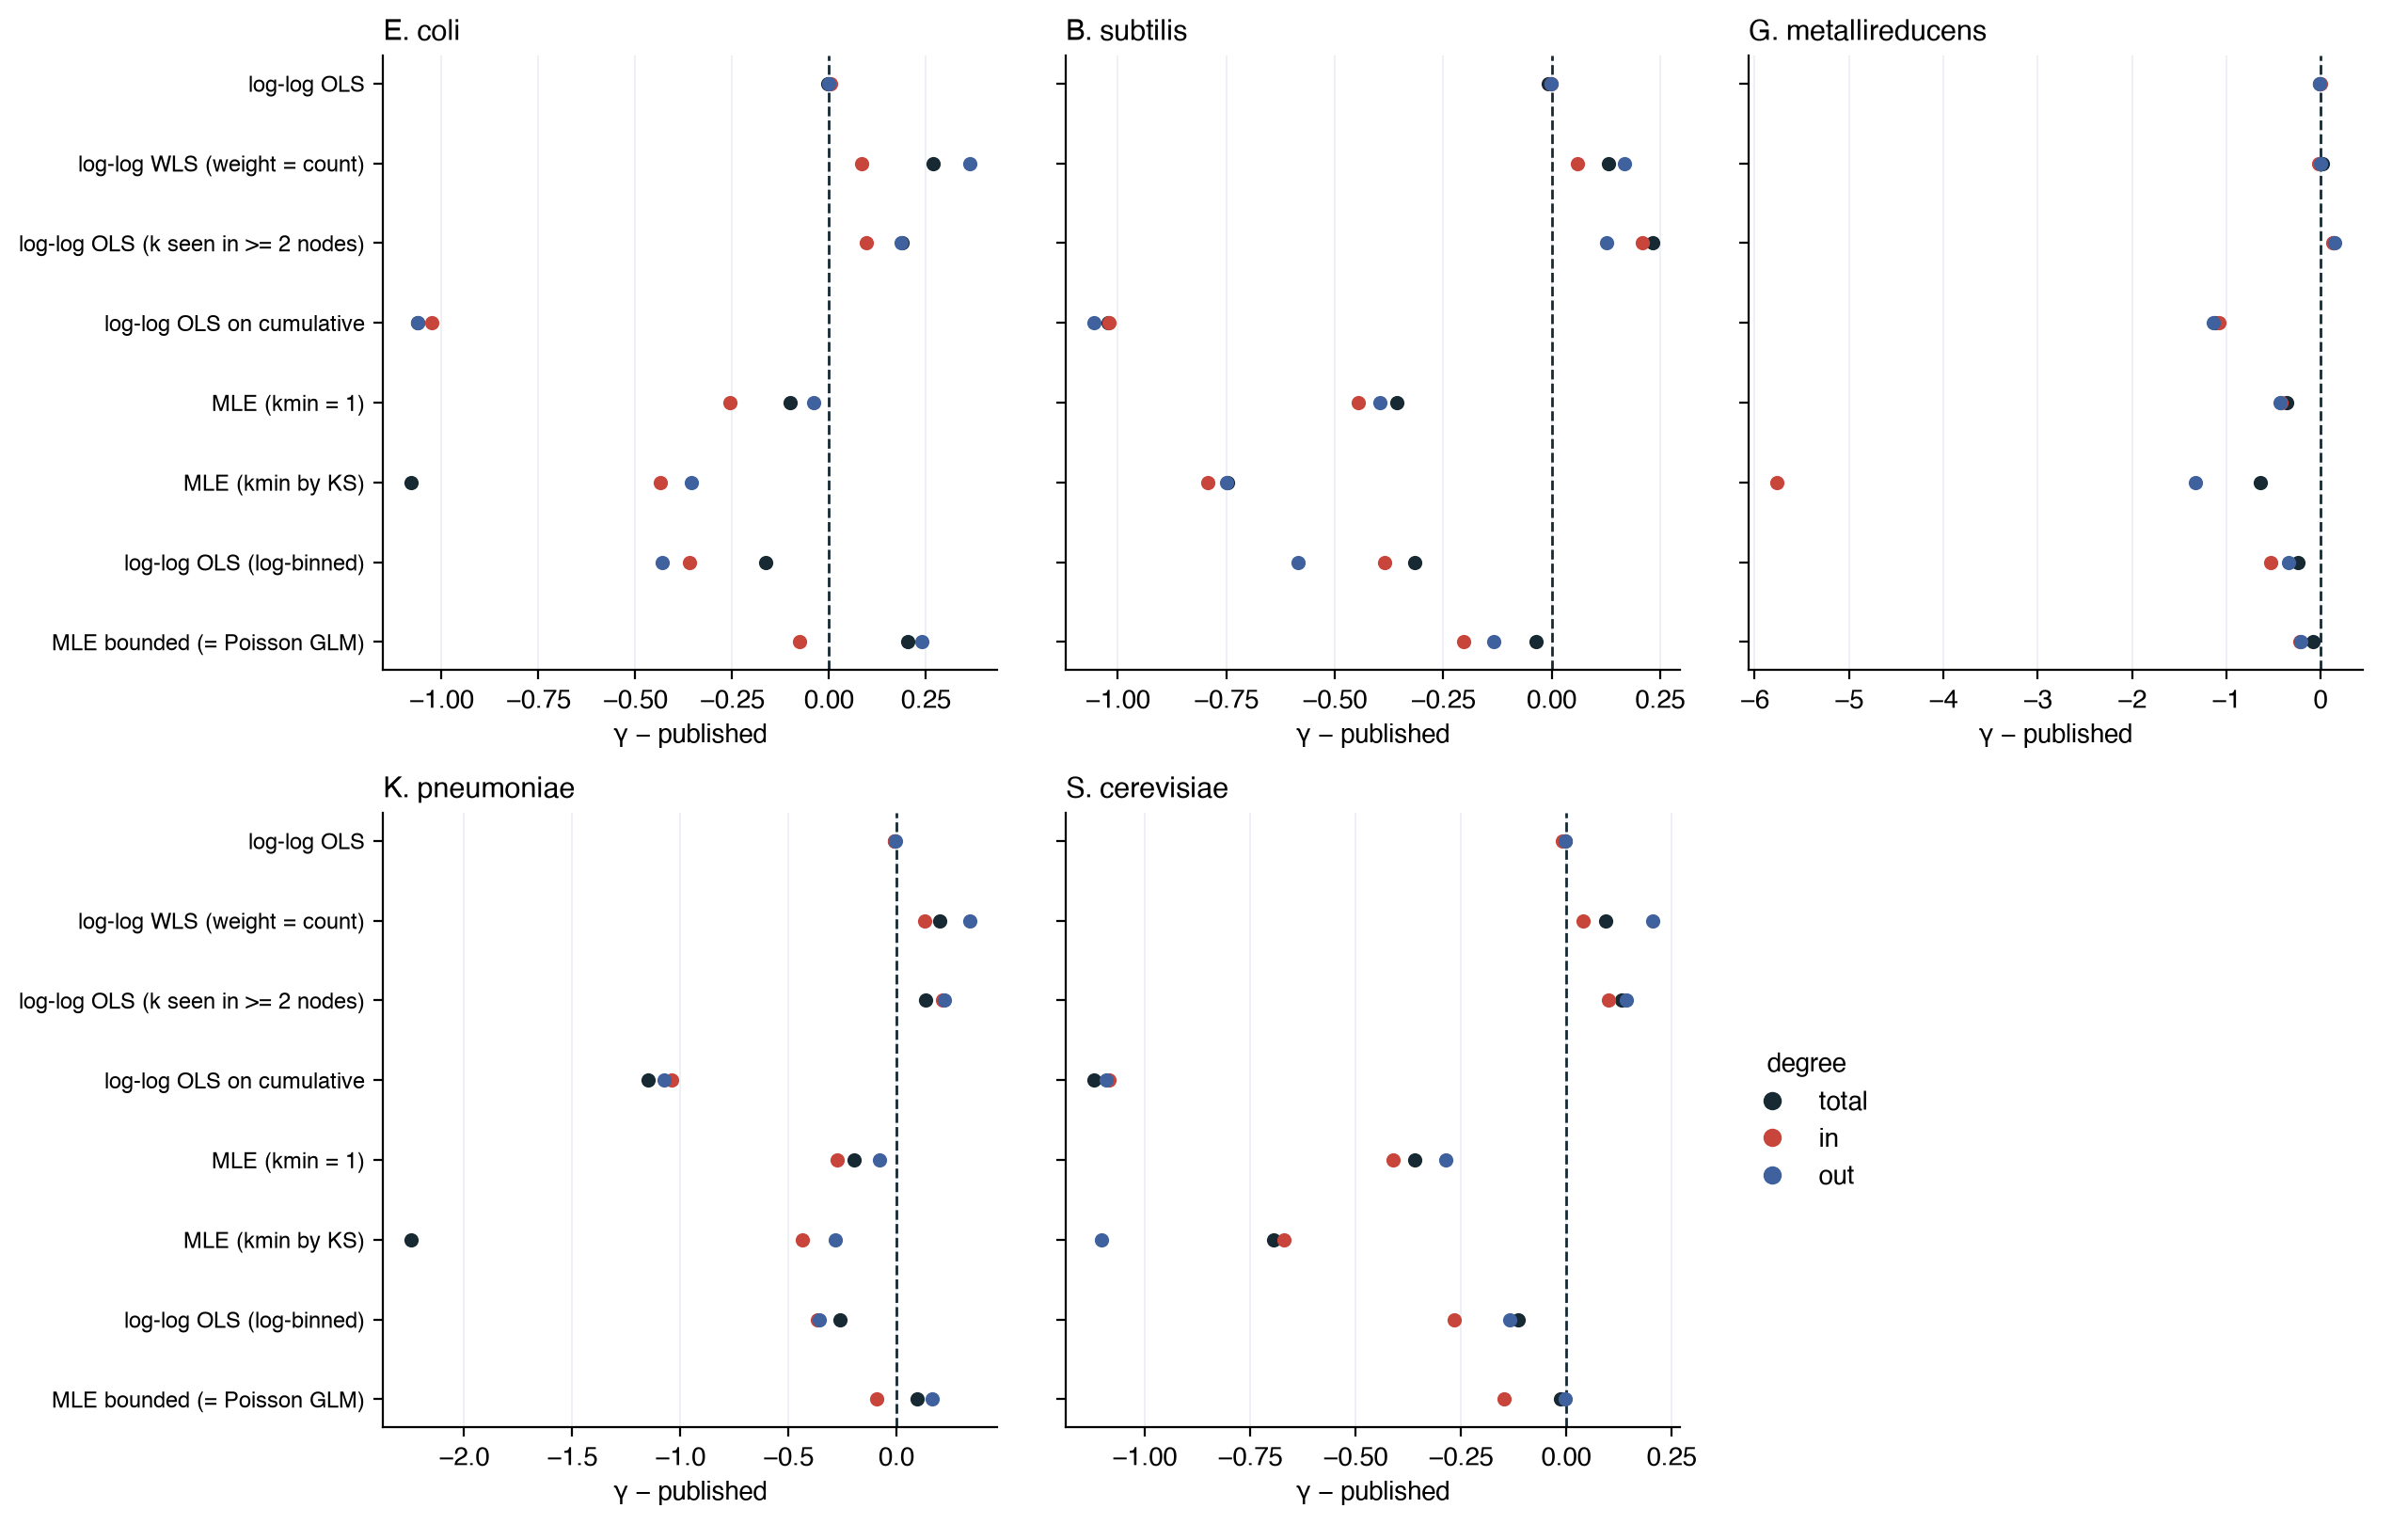 E. coli
B. subtilis
G. metallireducens
log-log OLS
log-log WLS (weight = count)
log-log OLS (k seen in >= 2 nodes)
log-log OLS on cumulative
MLE (kmin = 1)
MLE (kmin by KS)
log-log OLS (log-binned)
MLE bounded (= Poisson GLM)
−1.00 −0.75 −0.50 −0.25 0.00 0.25
−1.00 −0.75 −0.50 −0.25 0.00 0.25
−6 −5 −4 −3 −2 −1 0
γ − published
γ − published
γ − published
K. pneumoniae
S. cerevisiae
log-log OLS
log-log WLS (weight = count)
log-log OLS (k seen in >= 2 nodes)
log-log OLS on cumulative
MLE (kmin = 1)
MLE (kmin by KS)
log-log OLS (log-binned)
MLE bounded (= Poisson GLM)
−2.0 −1.5 −1.0 −0.5 0.0
−1.00 −0.75 −0.50 −0.25 0.00 0.25
γ − published
γ − published
degree
total
in
out